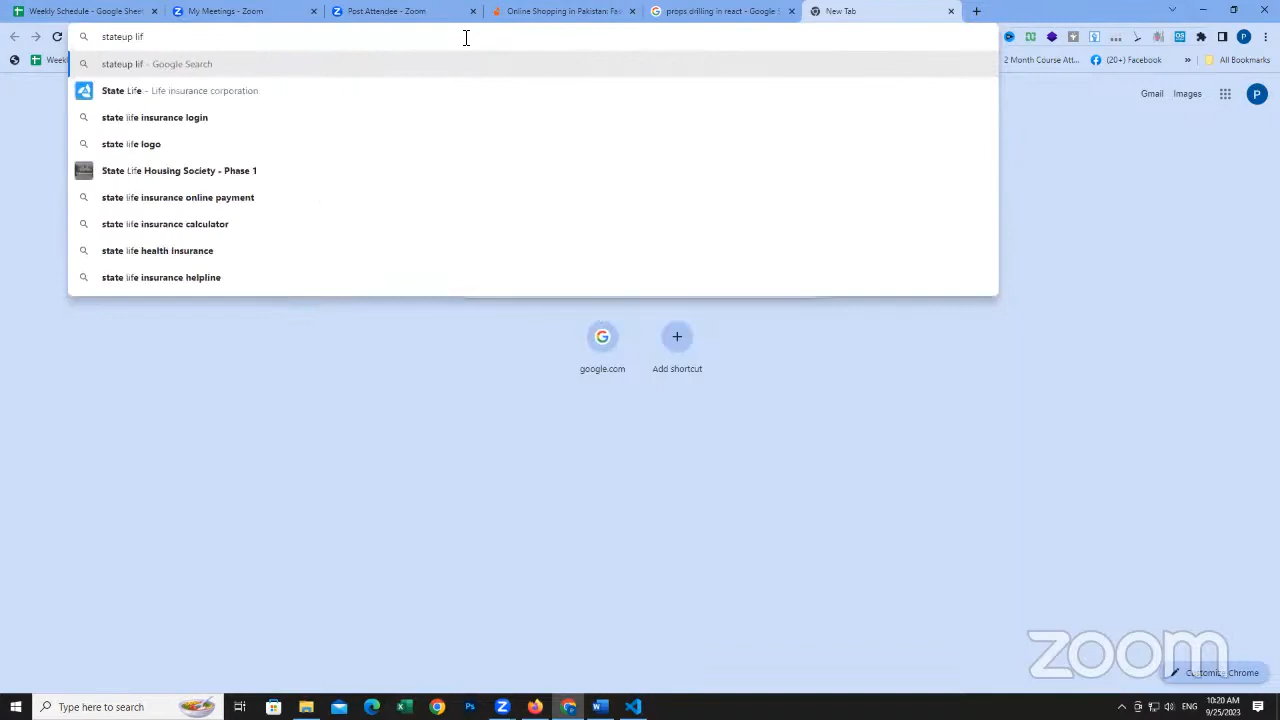 Weekly Schedule - Google Shee
My Meetings - Zoom
Post Attendee - Zoom
Online Shopping in Pakistan: Fas
props drilling in react - Google S
New Tab
stateup lif
Weekl
2 Month Course Att...
(20+) Facebook
»
All Bookmarks
stateup lif - Google Search
State Life - Life insurance corporation
state life insurance login
state life logo
State Life Housing Society - Phase 1
state life insurance online payment
state life insurance calculator
state life health insurance
state life insurance helpline
Gmail
Images
P
google.com
Add shortcut
zoom
Customize Chrome
Type here to search
ENG
10:20 AM
9/25/2023